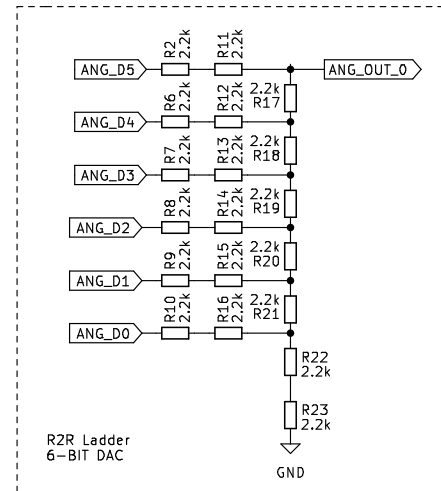 R2
2.2k
R11
2.2k
ANG_D5
ANG_OUT_0
2.2k
R17
R6
2.2k
R12
2.2k
ANG_D4
2.2k
R18
R7
2.2k
R13
2.2k
ANG_D3
2.2k
R19
R8
2.2k
R14
2.2k
ANG_D2
2.2k
R20
R9
2.2k
R15
2.2k
ANG_D1
2.2k
R21
R10
2.2k
R16
2.2k
ANG_D0
R22
2.2k
R23
2.2k
R2R Ladder
6-BIT DAC
GND